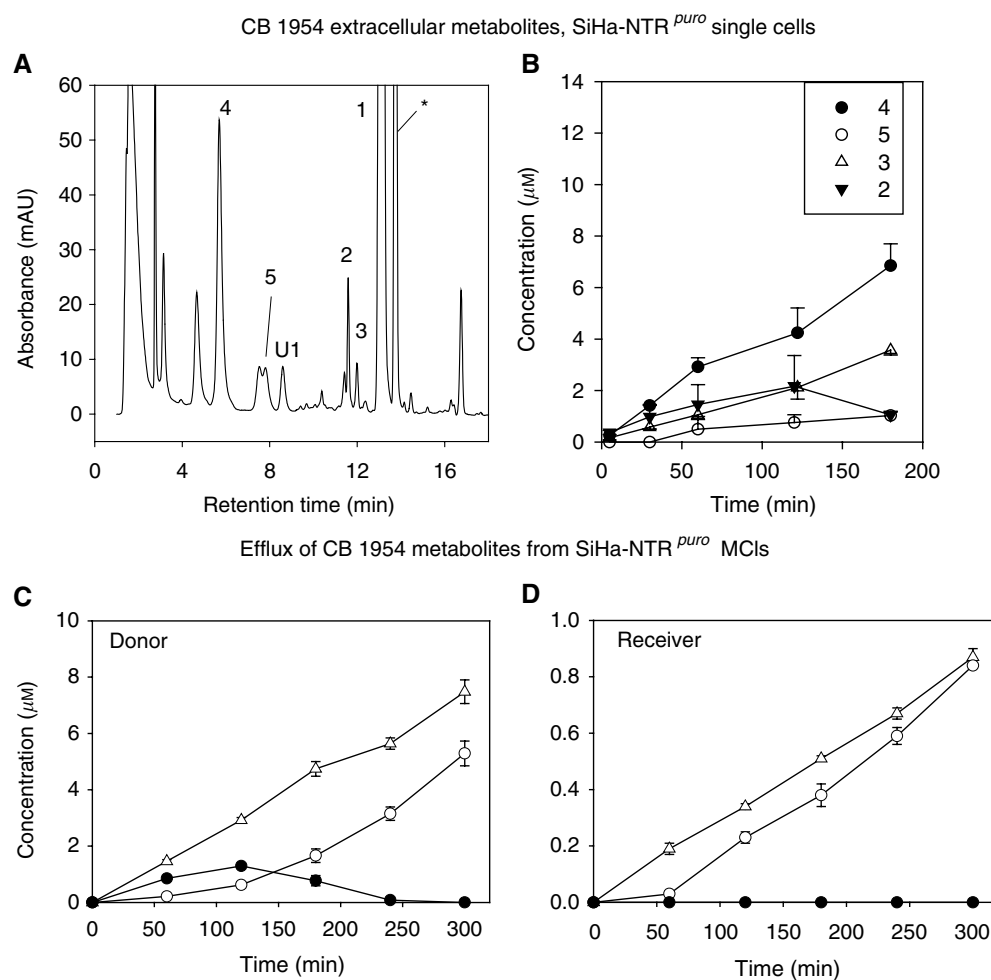 CB 1954 extracellular metabolites, SiHa-NTR puro single cells
A
60
50
40
30
20
10
0
Absorbance (mAU)
4
5
U1
2
3
1
*
0 4 8 12 16
Retention time (min)
B
14
12
10
8
6
4
2
0
Concentration (μM)
4
5
3
2
0 50 100 150 200
Time (min)
Efflux of CB 1954 metabolites from SiHa-NTR puro MCls
C
Donor
10
8
6
4
2
0
Concentration (μM)
0 50 100 150 200 250 300
Time (min)
D
Receiver
1.0
0.8
0.6
0.4
0.2
0.0
0 50 100 150 200 250 300
Time (min)